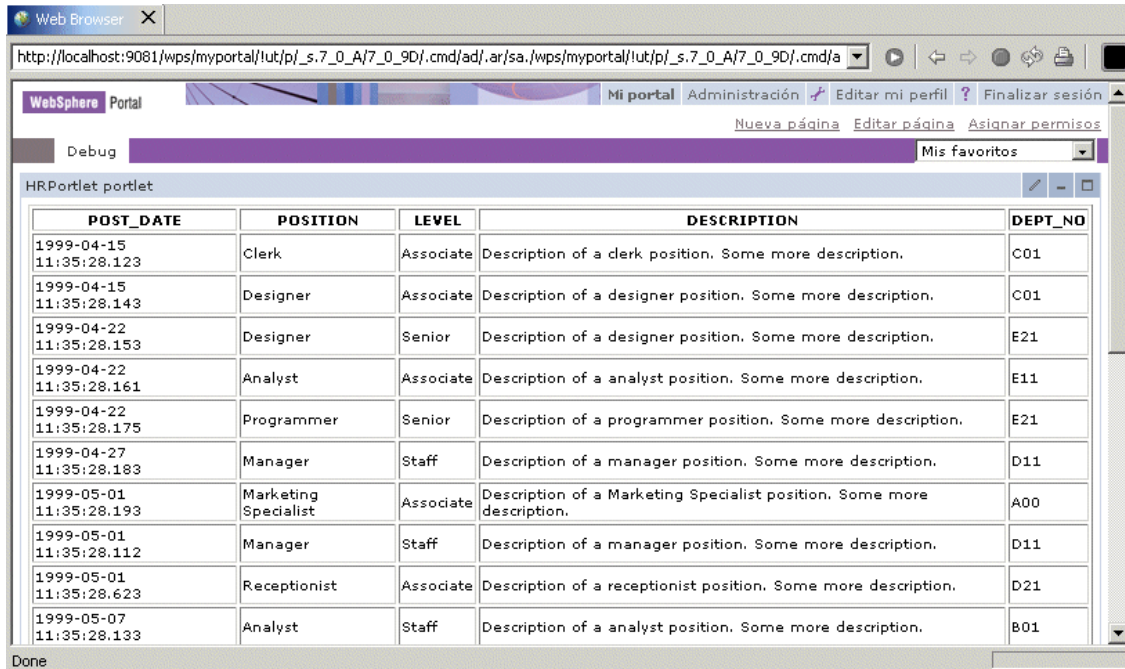 Web Browser
http://localhost:9081/wps/myportal/!ut/p/_s.7_0_A/7_0_9D/.cmd/ad/.ar/sa./wps/myportal/!ut/p/_s.7_0_A/7_0_9D/.cmd/a
WebSphere Portal
Mi portal Administración Editar mi perfil ? Finalizar sesión
Nueva página Editar página Asignar permisos
Debug Mis favoritos
HRPortlet portlet
POST_DATE POSITION LEVEL DESCRIPTION DEPT_NO
1999-04-15
11:35:28.123 Clerk Associate Description of a clerk position. Some more description. C01
1999-04-15
11:35:28.143 Designer Associate Description of a designer position. Some more description. C01
1999-04-22
11:35:28.153 Designer Senior Description of a designer position. Some more description. E21
1999-04-22
11:35:28.161 Analyst Associate Description of a analyst position. Some more description. E11
1999-04-22
11:35:28.175 Programmer Senior Description of a programmer position. Some more description. E21
1999-04-27
11:35:28.183 Manager Staff Description of a manager position. Some more description. D11
1999-05-01
11:35:28.193 Marketing
Specialist Associate Description of a Marketing Specialist position. Some more
description. A00
1999-05-01
11:35:28.112 Manager Staff Description of a manager position. Some more description. D11
1999-05-01
11:35:28.623 Receptionist Associate Description of a receptionist position. Some more description. D21
1999-05-07
11:35:28.133 Analyst Staff Description of a analyst position. Some more description. B01
Done